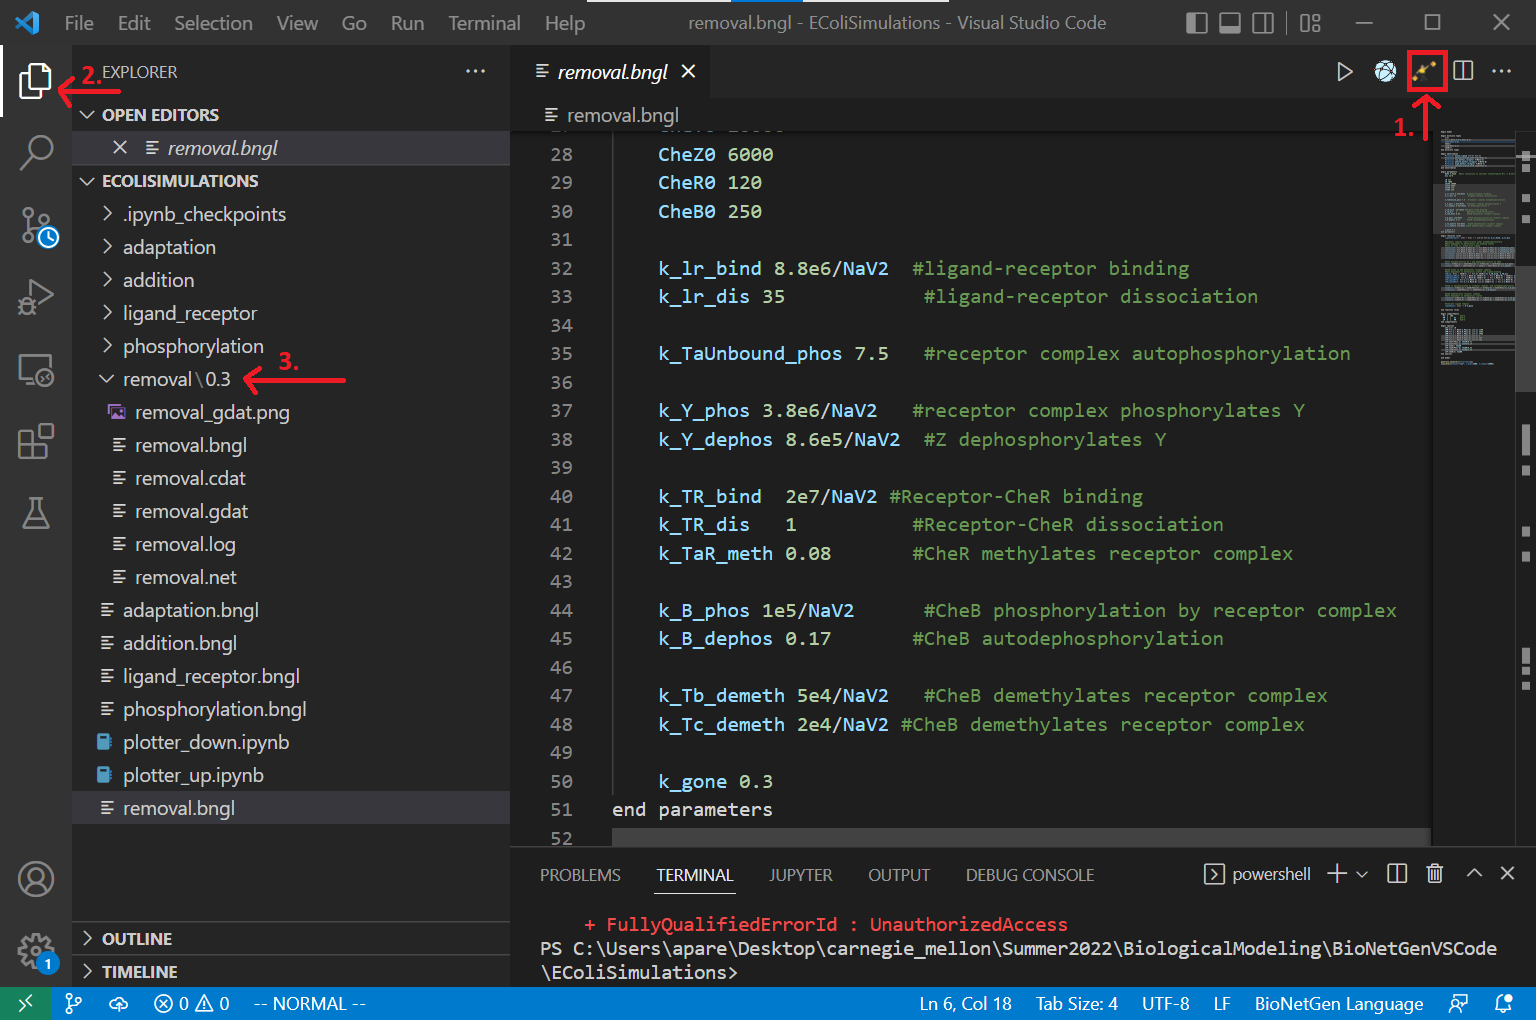 File Edit Selection View Go Run Terminal Help removal.bngl - EColiSimulations - Visual Studio Code
2. EXPLORER
OPEN EDITORS
removal.bngl
ECOLISIMULATIONS
.ipynb_checkpoints
adaptation
addition
ligand_receptor
phosphorylation
3.
removal\0.3
removal_gdat.png
removal.bngl
removal.cdat
removal.gdat
removal.log
removal.net
adaptation.bngl
addition.bngl
ligand_receptor.bngl
phosphorylation.bngl
plotter_down.ipynb
plotter_up.ipynb
removal.bngl
OUTLINE
TIMELINE
1
removal.bngl
1.
removal.bngl
28 CheZ0 6000
29 CheR0 120
30 CheB0 250
31
32 k_lr_bind 8.8e6/NaV2 #ligand-receptor binding
33 k_lr_dis 35 #ligand-receptor dissociation
34
35 k_TaUnbound_phos 7.5 #receptor complex autophosphorylation
36
37 k_Y_phos 3.8e6/NaV2 #receptor complex phosphorylates Y
38 k_Y_dephos 8.6e5/NaV2 #Z dephosphorylates Y
39
40 k_TR_bind 2e7/NaV2 #Receptor-CheR binding
41 k_TR_dis 1 #Receptor-CheR dissociation
42 k_TaR_meth 0.08 #CheR methylates receptor complex
43
44 k_B_phos 1e5/NaV2 #CheB phosphorylation by receptor complex
45 k_B_dephos 0.17 #CheB autodephosphorylation
46
47 k_Tb_demeth 5e4/NaV2 #CheB demethylates receptor complex
48 k_Tc_demeth 2e4/NaV2 #CheB demethylates receptor complex
49
50 k_gone 0.3
51 end parameters
52
PROBLEMS TERMINAL JUPYTER OUTPUT DEBUG CONSOLE powershell
+ FullyQualifiedErrorId : UnauthorizedAccess
PS C:\Users\apare\Desktop\carnegie_mellon\Summer2022\BiologicalModeling\BioNetGenVSCode
\EColiSimulations>
0 0 -- NORMAL -- Ln 6, Col 18 Tab Size: 4 UTF-8 LF BioNetGen Language